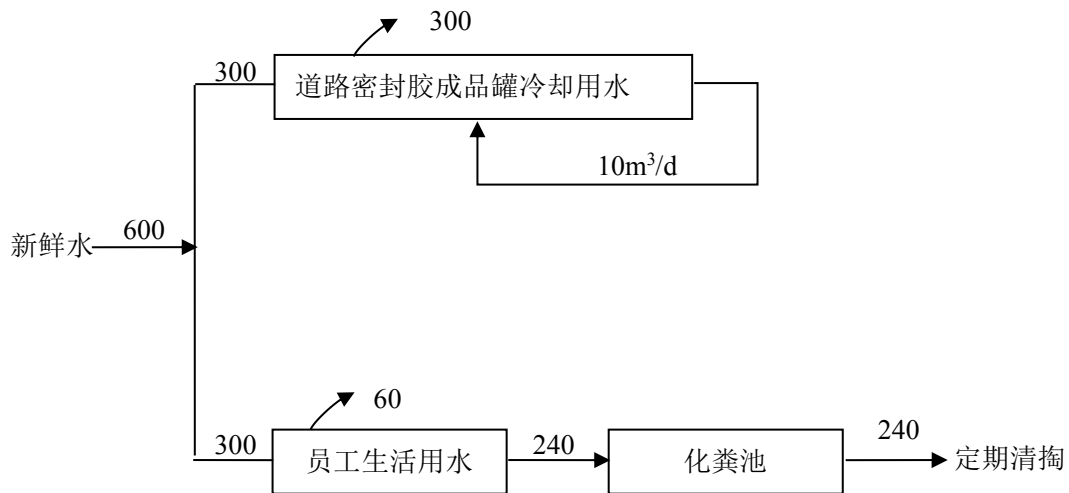 300
300
道路密封胶成品罐冷却用水
10m³/d
600
新鲜水
60
300
员工生活用水
240
化粪池
240
定期清掏